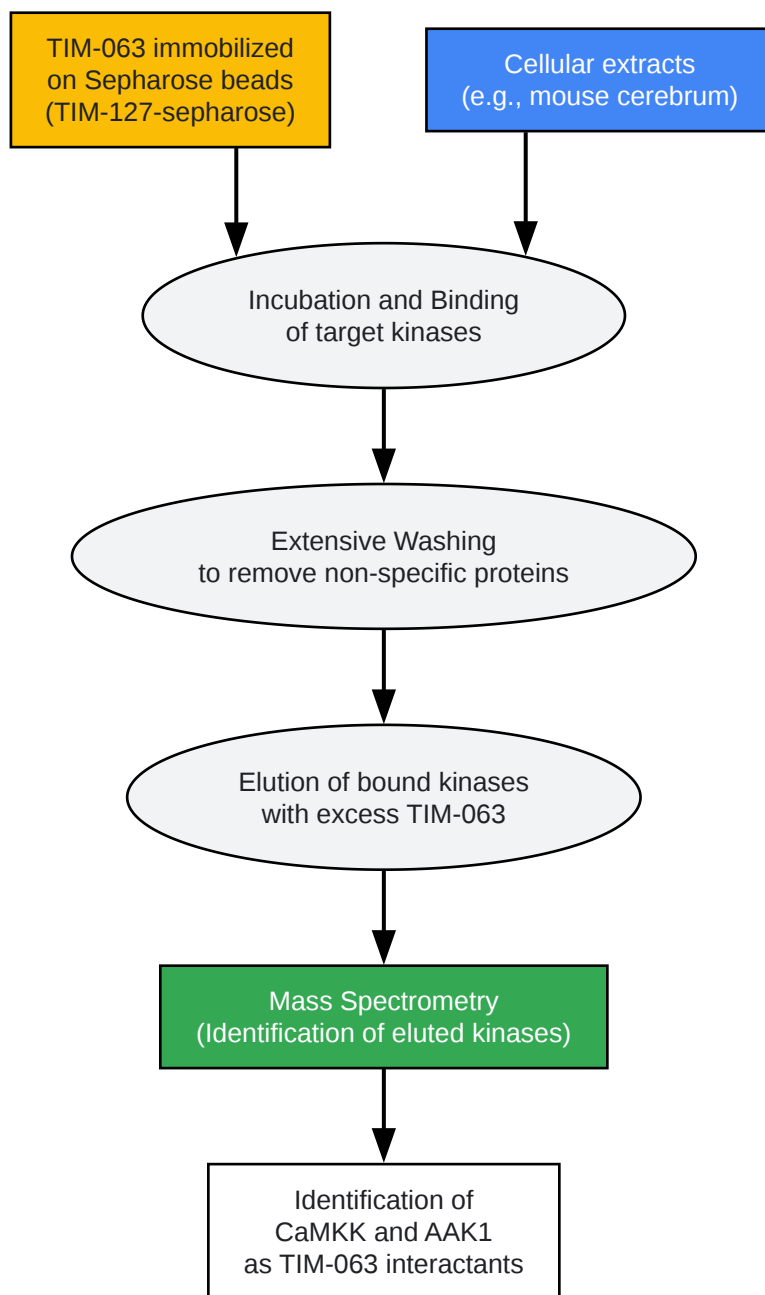 TIM-063 immobilized
on Sepharose beads
(TIM-127-sepharose)
Cellular extracts
(e.g., mouse cerebrum)
Incubation and Binding
of target kinases
Extensive Washing
to remove non-specific proteins
Elution of bound kinases
with excess TIM-063
Mass Spectrometry
(Identification of eluted kinases)
Identification of
CaMKK and AAK1
as TIM-063 interactants